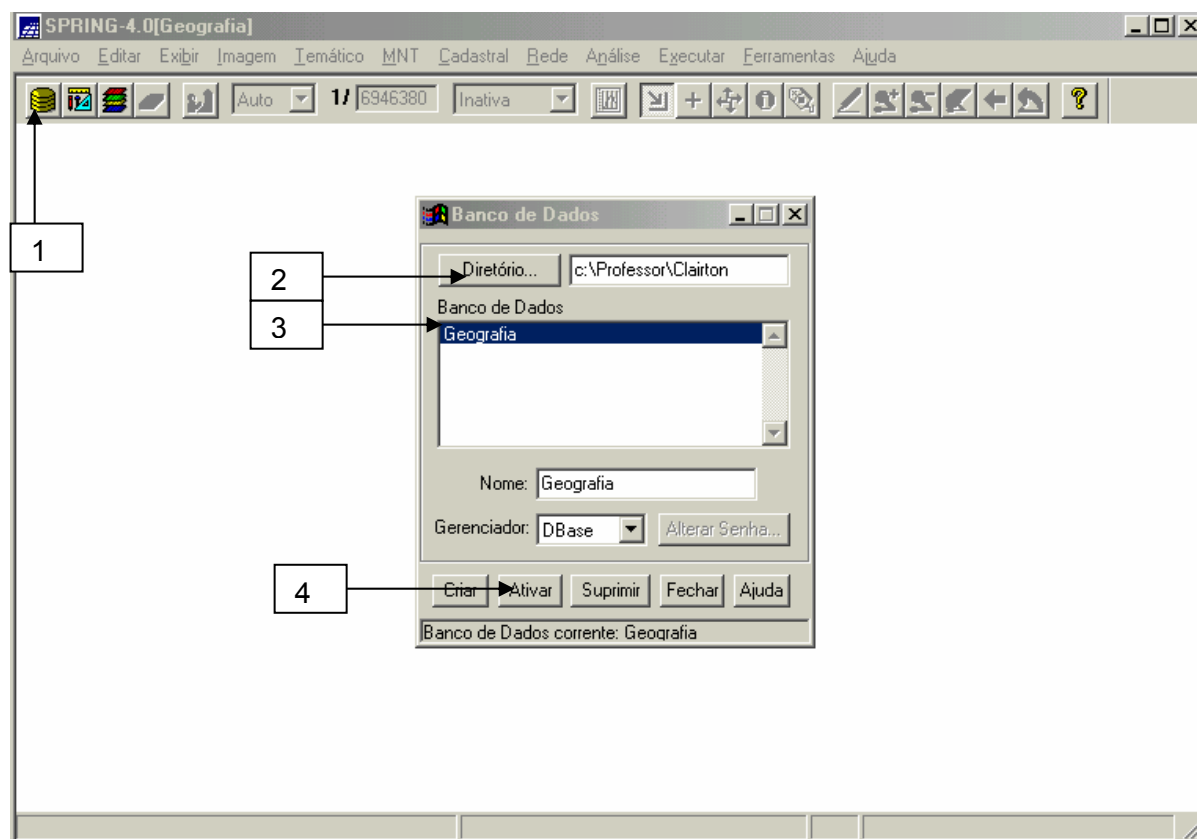 SPRING-4.0[Geografia]
Arquivo Editar Exibir Imagem Temático MNT Cadastral Rede Análise Executar Ferramentas Ajuda
Auto 1/ 6946380 Inativa
1
Banco de Dados
2
Diretório... c:\Professor\Clairton
Banco de Dados
3
Geografia
Nome: Geografia
Gerenciador: DBase Alterar Senha...
4
Criar Ativar Suprimir Fechar Ajuda
Banco de Dados corrente: Geografia